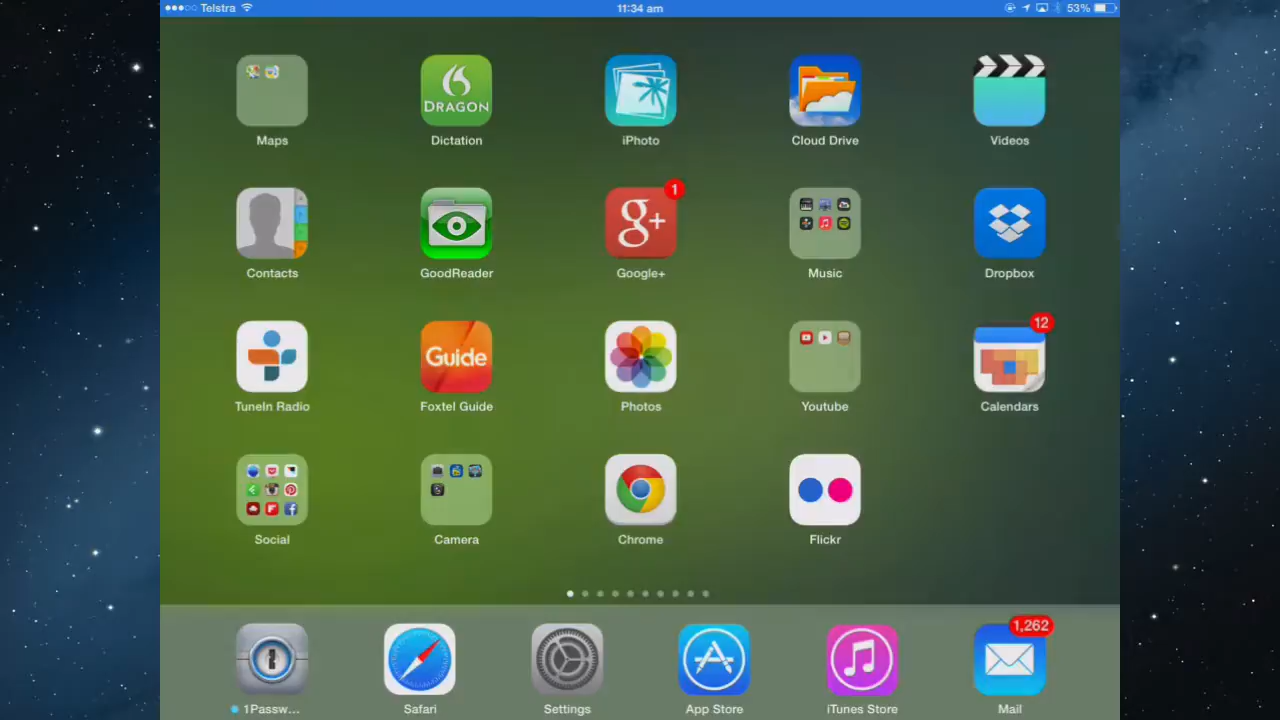 Telstra 11:34 am 53%
DRAGON
Maps Dictation iPhoto Cloud Drive Videos
g+ 1
Contacts GoodReader Google+ Music Dropbox
Guide 12
TuneIn Radio Foxtel Guide Photos Youtube Calendars
Social Camera Chrome Flickr
1,262
1Passw... Safari Settings App Store iTunes Store Mail